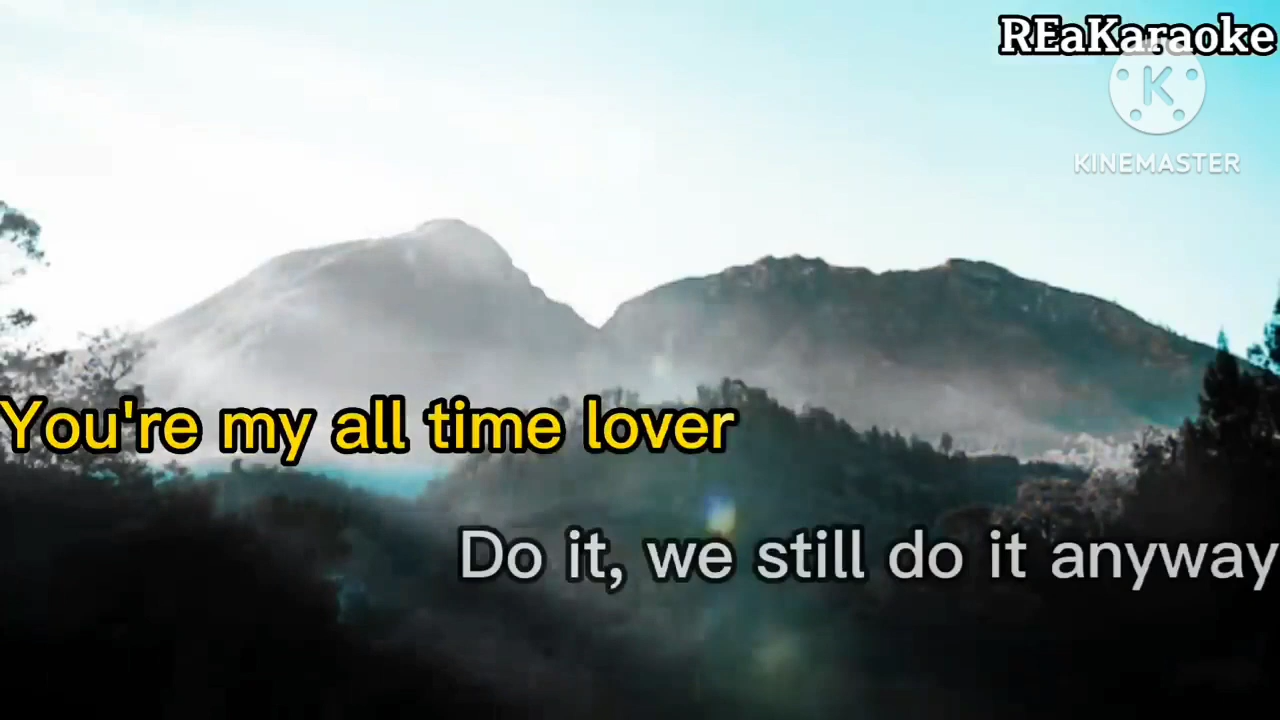 REaKaraoke
K
KINEMASTER
You're my all time lover
Do it, we still do it anyway